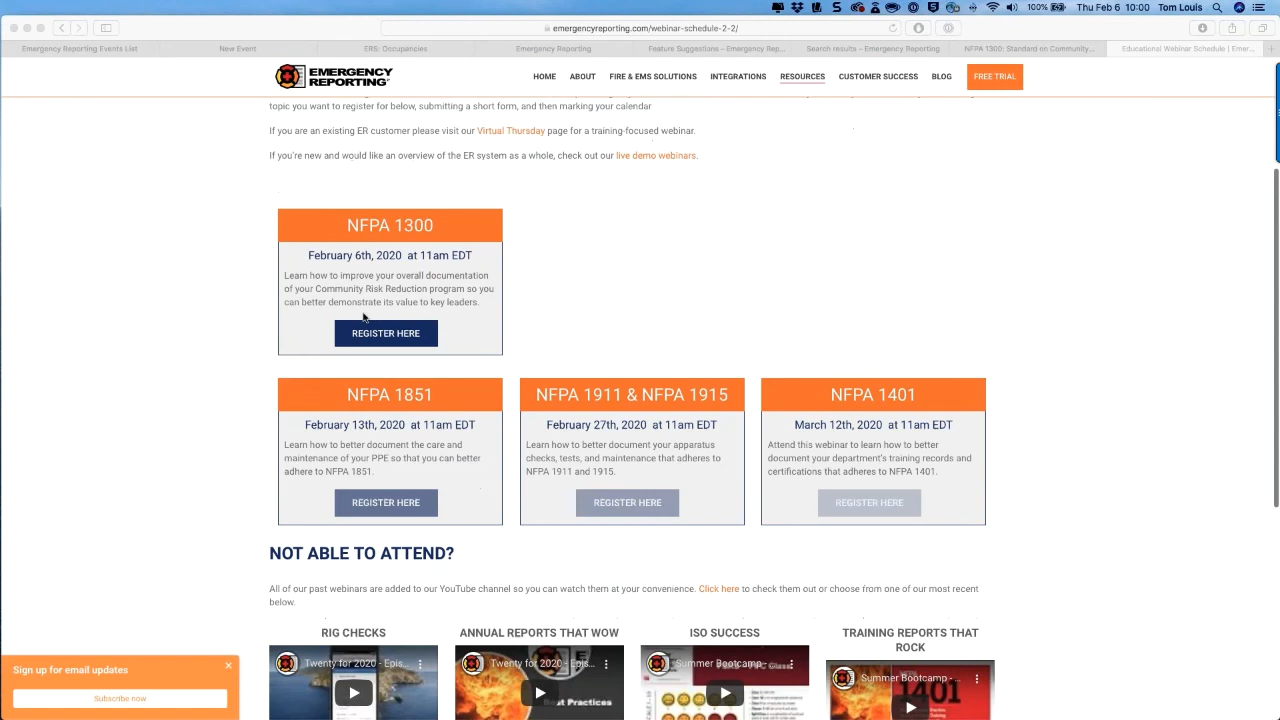 emergencyreporting.com/webinar-schedule-2-2/
Emergency Reporting Events List
New Event
ERS: Occupancies
Emergency Reporting
Feature Suggestions – Emergency Rep...
Search results – Emergency Reporting
NFPA 1300: Standard on Community...
Educational Webinar Schedule | Emer...
EMERGENCY
REPORTING
HOME ABOUT FIRE & EMS SOLUTIONS INTEGRATIONS RESOURCES CUSTOMER SUCCESS BLOG FREE TRIAL
topic you want to register for below, submitting a short form, and then marking your calendar
If you are an existing ER customer please visit our Virtual Thursday page for a training-focused webinar.
If you're new and would like an overview of the ER system as a whole, check out our live demo webinars.
NFPA 1300
February 6th, 2020 at 11am EDT
Learn how to improve your overall documentation
of your Community Risk Reduction program so you
can better demonstrate its value to key leaders.
REGISTER HERE
NFPA 1851
February 13th, 2020 at 11am EDT
Learn how to better document the care and
maintenance of your PPE so that you can better
adhere to NFPA 1851.
REGISTER HERE
NFPA 1911 & NFPA 1915
February 27th, 2020 at 11am EDT
Learn how to better document your apparatus
checks, tests, and maintenance that adheres to
NFPA 1911 and 1915.
REGISTER HERE
NFPA 1401
March 12th, 2020 at 11am EDT
Attend this webinar to learn how to better
document your department's training records and
certifications that adheres to NFPA 1401.
REGISTER HERE
NOT ABLE TO ATTEND?
All of our past webinars are added to our YouTube channel so you can watch them at your convenience. Click here to check them out or choose from one of our most recent
below.
RIG CHECKS
Twenty for 2020 - Epis...
ANNUAL REPORTS THAT WOW
Twenty for 2020 - Epis...
Best Practices
ISO SUCCESS
Summer Bootcamp -
TRAINING REPORTS THAT
ROCK
Summer Bootcamp - ...
1401
Sign up for email updates
Subscribe now